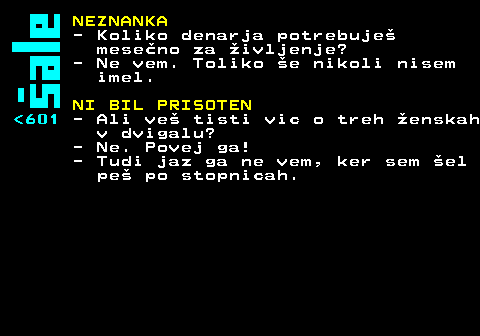 šale
<601
NEZNANKA
- Koliko denarja potrebuješ
mesečno za življenje?
- Ne vem. Toliko še nikoli nisem
imel.
NI BIL PRISOTEN
- Ali veš tisti vic o treh ženskah
v dvigalu?
- Ne. Povej ga!
- Tudi jaz ga ne vem, ker sem šel
peš po stopnicah.